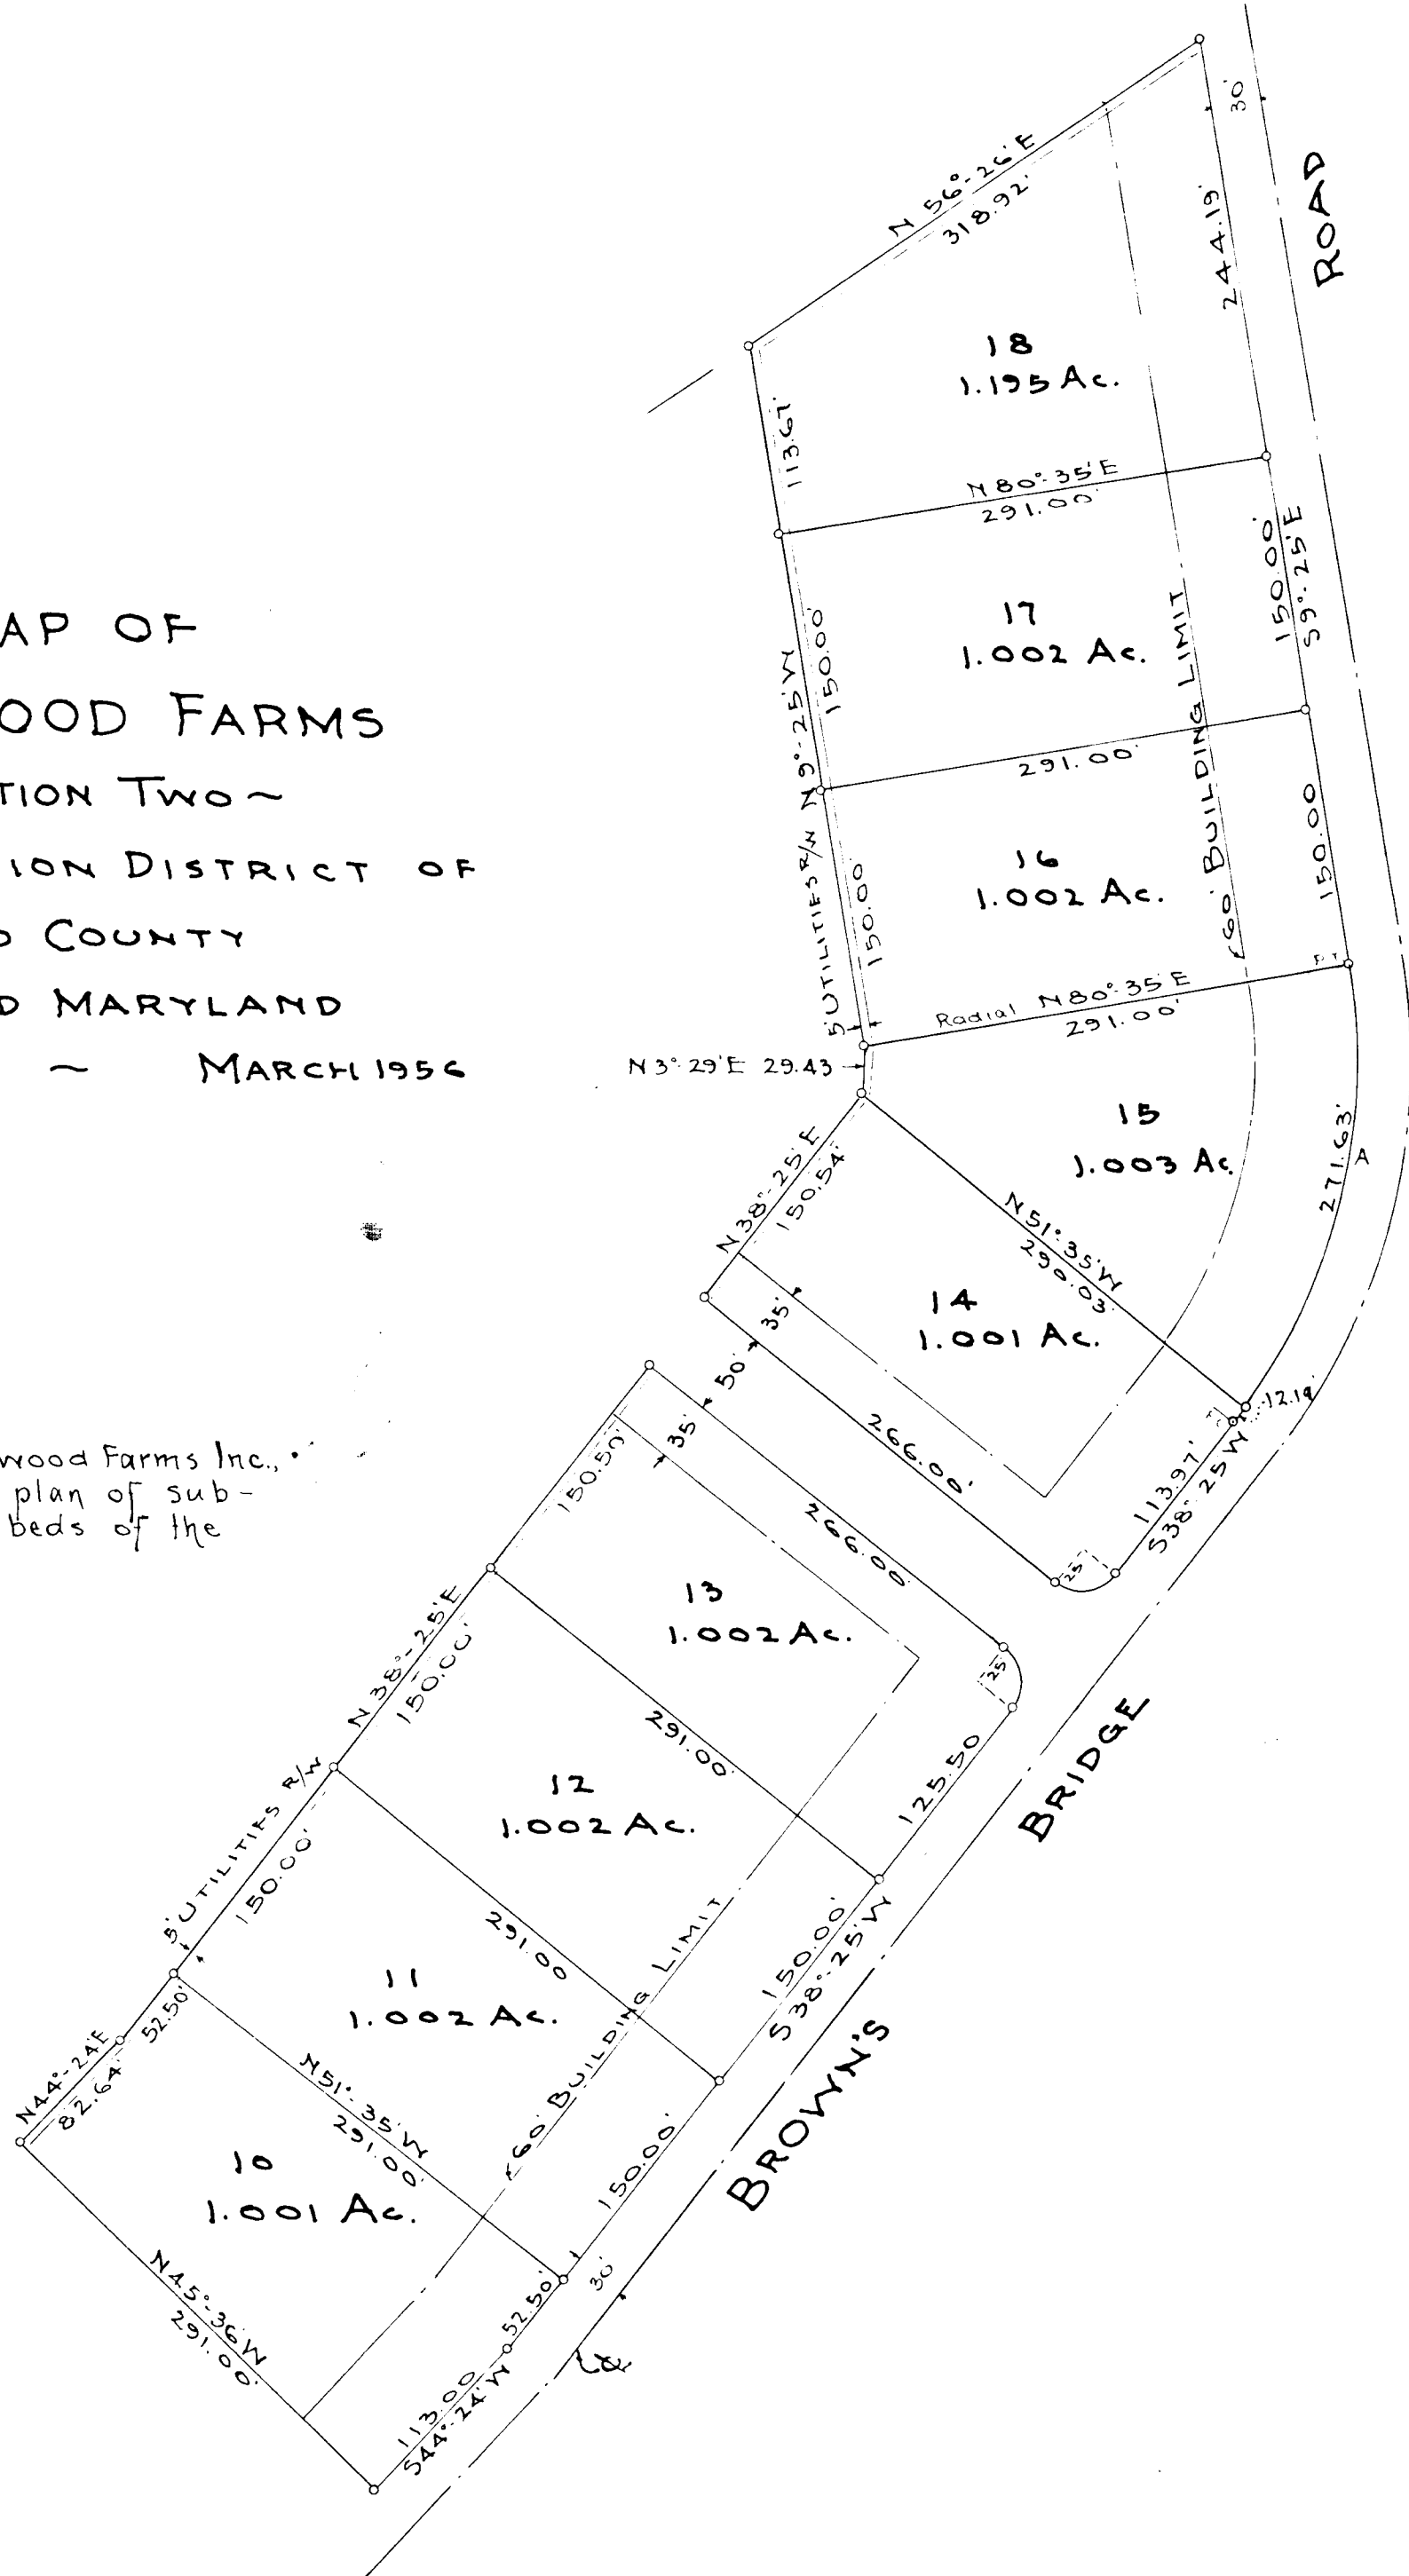 AP OF
OOD FARMS
TION TWO ~
ION DISTRICT OF
D COUNTY
D MARYLAND
~ MARCH 1956
wood Farms Inc.,
plan of sub-
beds of the
N 56°-26'E
318.92'
30'
244.19'
ROAD
18
1.195 Ac.
113.67'
N 80°-35'E
291.00'
17
1.002 Ac.
150.00'
S9°-25'E
N 9°-25'W
150.00'
60' BUILDING LIMIT
291.00'
16
1.002 Ac.
150.00
5' UTILITIES R/W
150.00'
P.T.
Radial N80°-35'E
291.00'
N 3°-29'E 29.43
15
1.003 Ac.
271.63'
A
N 38°-25'E
150.54'
N 51°-35'W
290.03'
14
1.001 Ac.
35'
50'
35'
12.19'
266.00'
113.97'
S38°-25'W
25'
150.50'
266.00'
13
1.002 Ac.
25'
N 38°-25'E
150.00'
291.00'
125.50
BRIDGE
12
1.002 Ac.
5' UTILITIES R/W
150.00'
291.00
150.00'
S 38°-25'W
11
1.002 Ac.
60' BUILDING LIMIT
52.50'
N44°-24'E
82.64'
N51°-35'W
291.00'
150.00'
BROWN'S
10
1.001 Ac.
30'
52.50'
N45°-36'W
291.00'
113.00
S44°-24'W